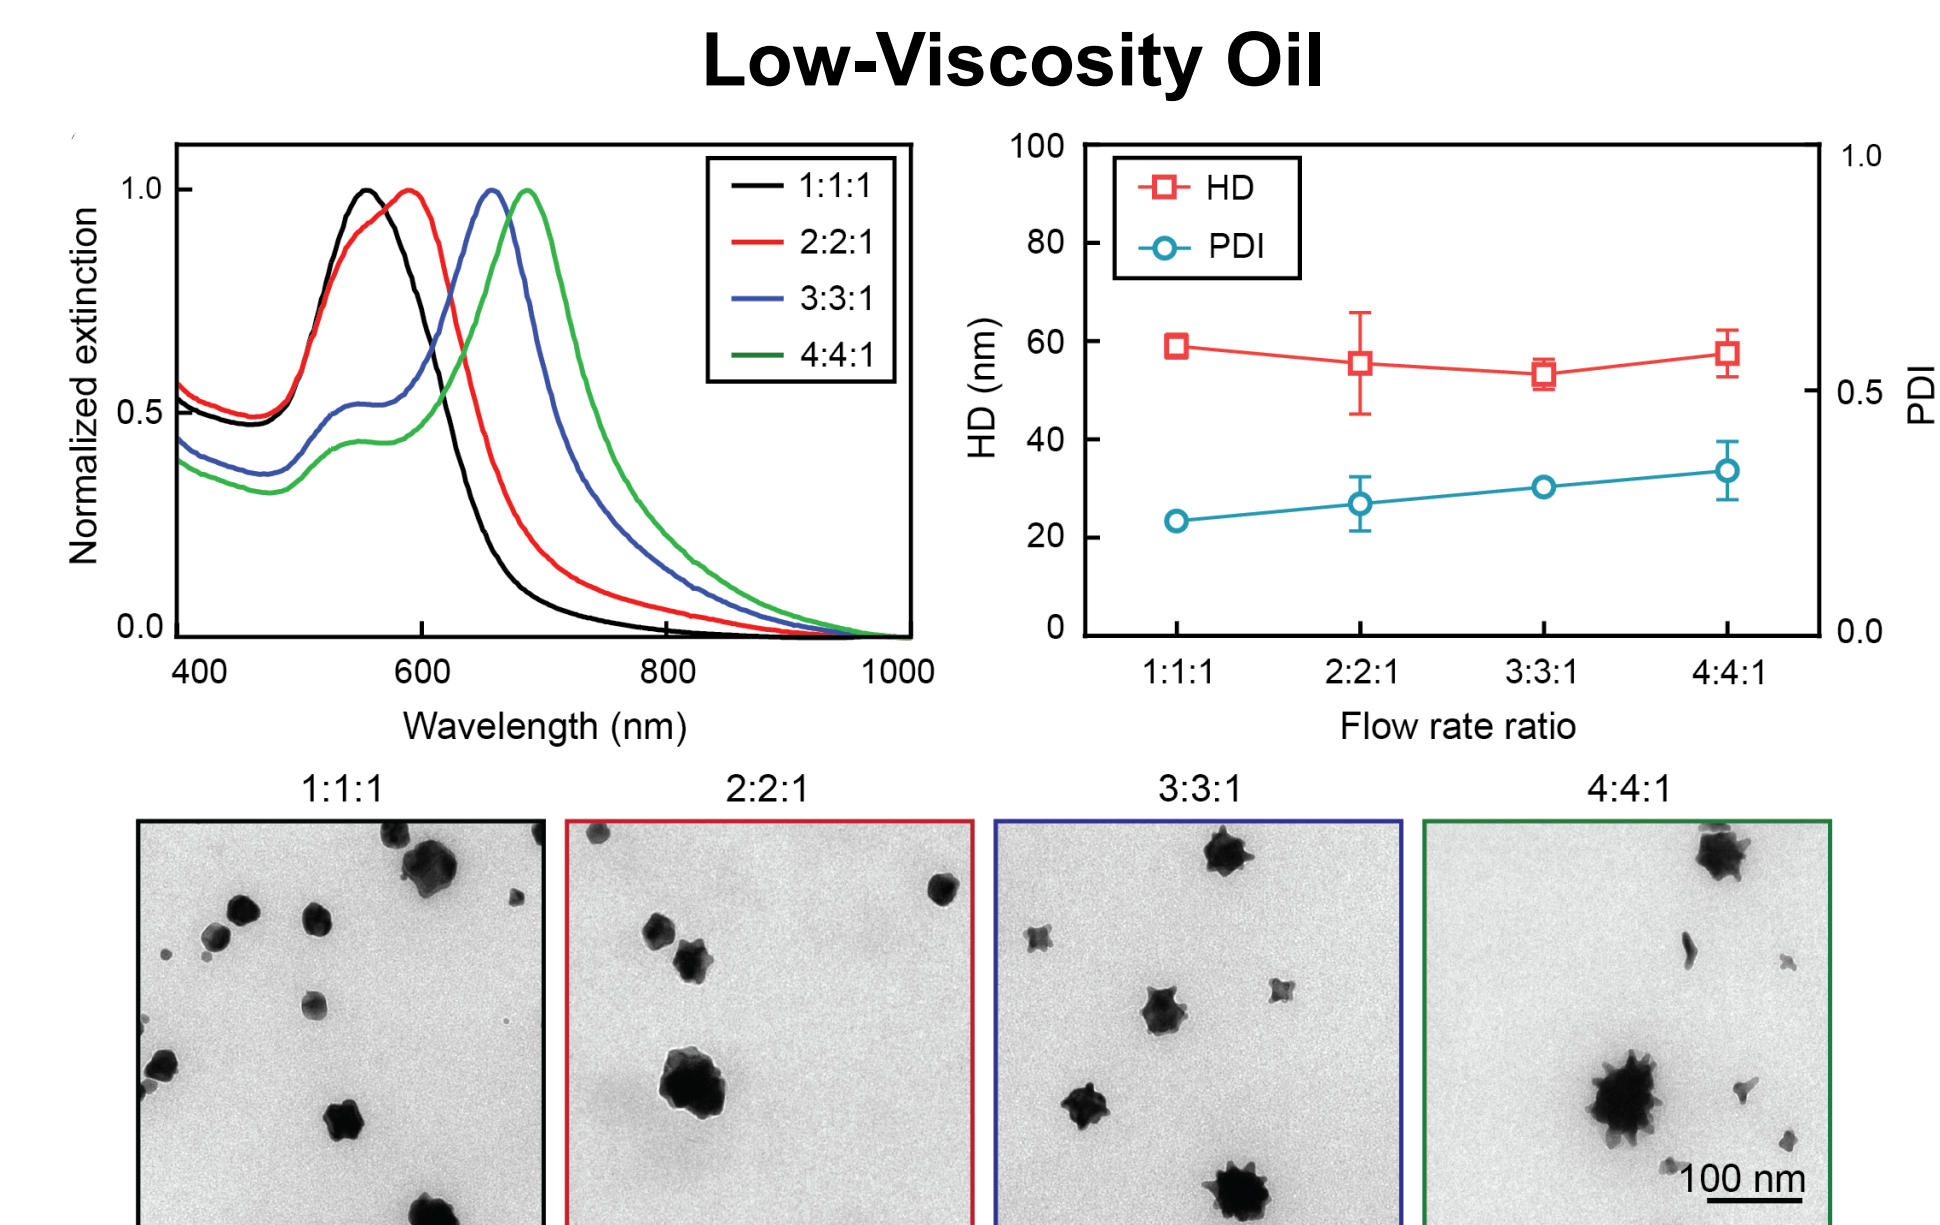 Low-Viscosity Oil
Normalized extinction
1.0
0.5
0.0
400 600 800 1000
Wavelength (nm)
1:1:1
2:2:1
3:3:1
4:4:1
HD (nm)
100
80
60
40
20
0
HD
PDI
1.0
0.5
0.0
PDI
1:1:1 2:2:1 3:3:1 4:4:1
Flow rate ratio
1:1:1 2:2:1 3:3:1 4:4:1
100 nm